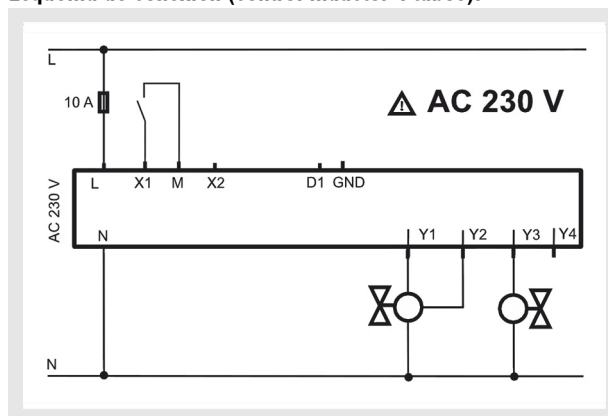 L
10 A
⚠ AC 230 V
AC 230 V
L X1 M X2 D1 GND
N Y1 Y2 Y3 Y4
N